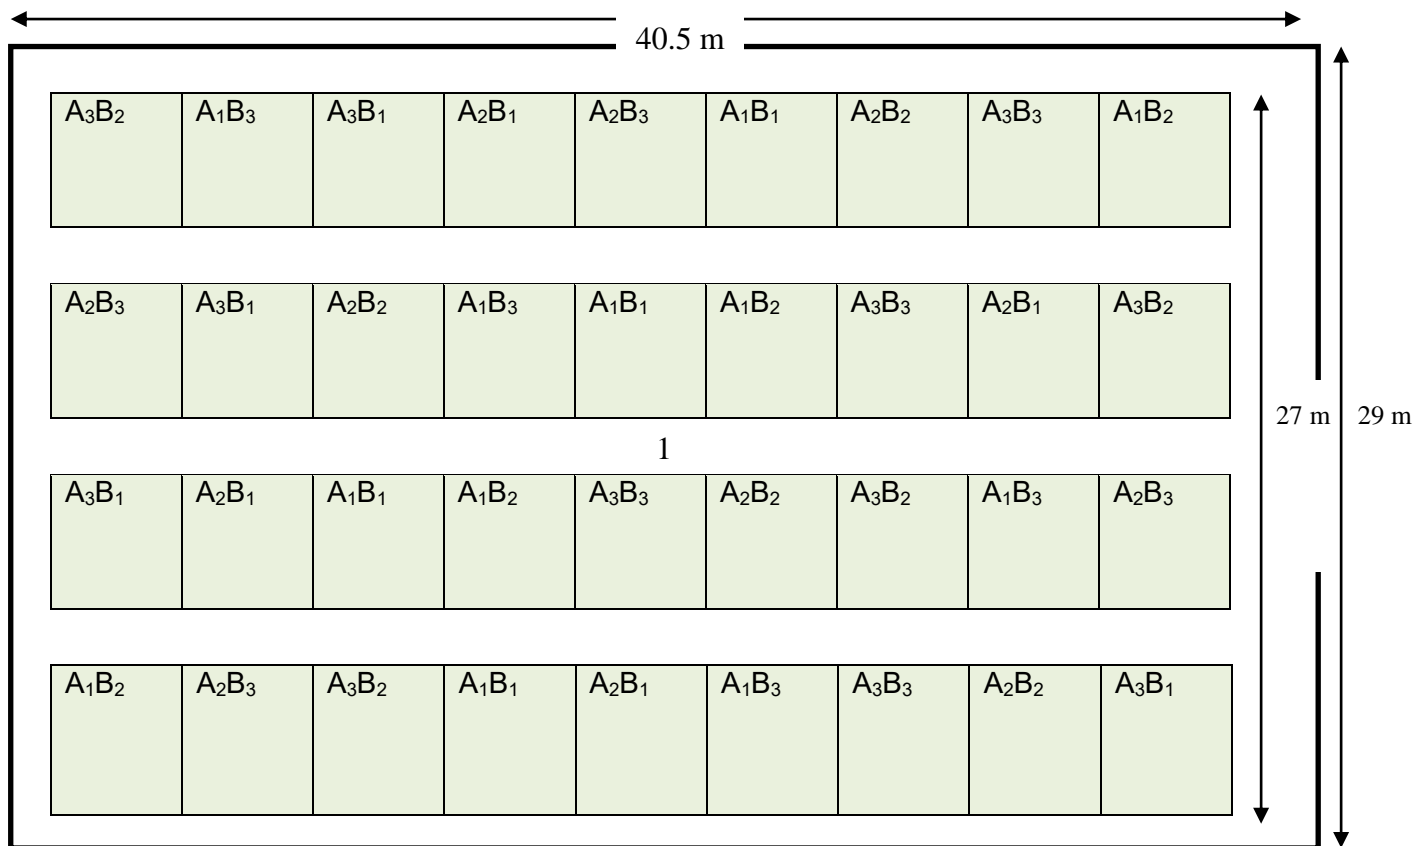 40.5 m
A₃B₂ A₁B₃ A₃B₁ A₂B₁ A₂B₃ A₁B₁ A₂B₂ A₃B₃ A₁B₂
A₂B₃ A₃B₁ A₂B₂ A₁B₃ A₁B₁ A₁B₂ A₃B₃ A₂B₁ A₃B₂
27 m 29 m
1
A₃B₁ A₂B₁ A₁B₁ A₁B₂ A₃B₃ A₂B₂ A₃B₂ A₁B₃ A₂B₃
A₁B₂ A₂B₃ A₃B₂ A₁B₁ A₂B₁ A₁B₃ A₃B₃ A₂B₂ A₃B₁